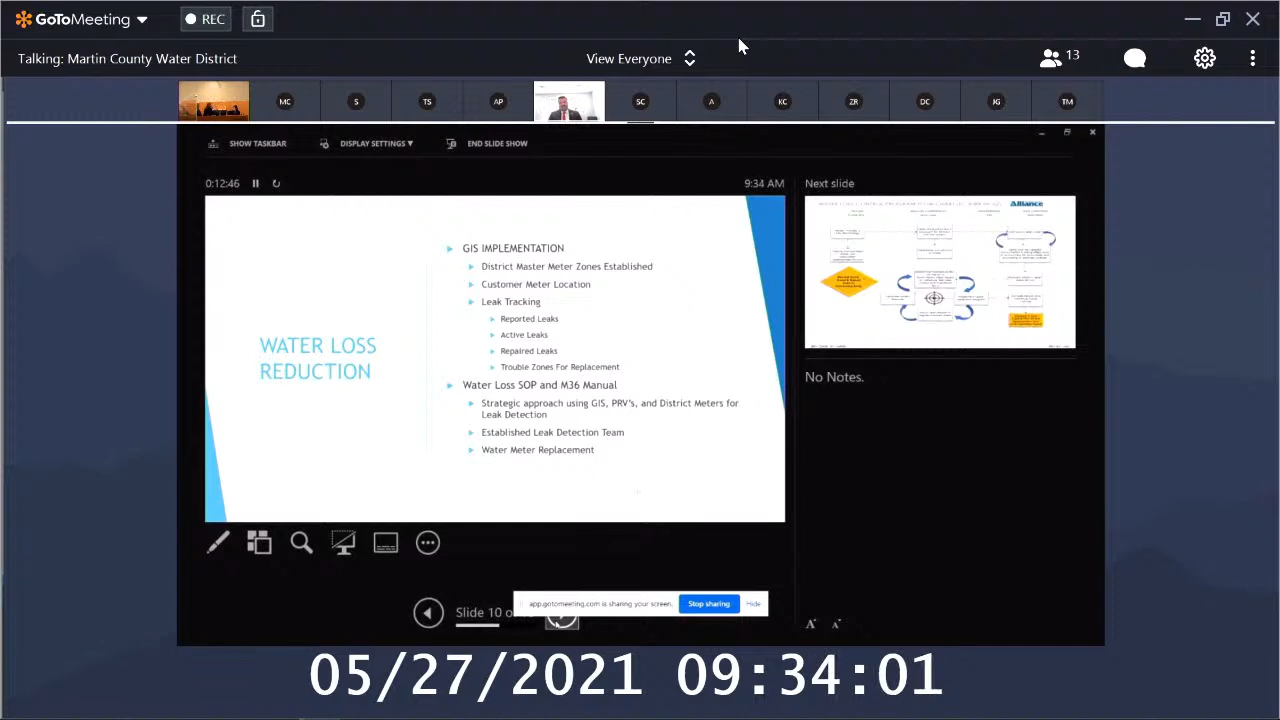 GoToMeeting
REC
Talking: Martin County Water District
View Everyone
13
MC
S
TS
AP
SC
A
KC
ZR
DC
JG
TM
SHOW TASKBAR
DISPLAY SETTINGS ▼
END SLIDE SHOW
0:12:46
9:34 AM
Next slide
WATER LOSS
REDUCTION
GIS IMPLEMENTATION
District Master Meter Zones Established
Customer Meter Location
Leak Tracking
Reported Leaks
Active Leaks
Repaired Leaks
Trouble Zones For Replacement
Water Loss SOP and M36 Manual
Strategic approach using GIS, PRV's, and District Meters for
Leak Detection
Established Leak Detection Team
Water Meter Replacement
Alliance
No Notes.
Slide 10 o
app.gotomeeting.com is sharing your screen.
Stop sharing
Hide
A
A
05/27/2021 09:34:01